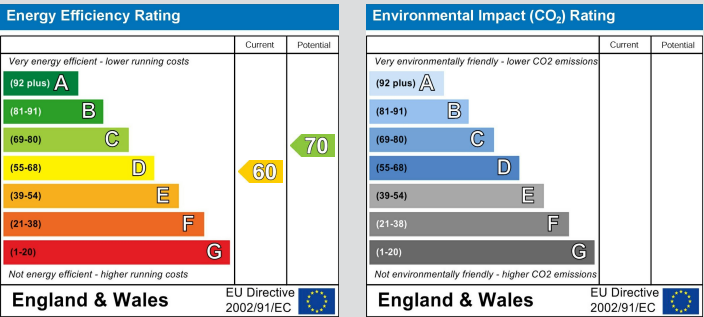 Energy Efficiency Rating
Current Potential
Very energy efficient - lower running costs
(92 plus) A
(81-91) B
(69-80) C
(55-68) D
(39-54) E
(21-38) F
(1-20) G
60
70
Not energy efficient - higher running costs
England & Wales
EU Directive
2002/91/EC
Environmental Impact (CO₂) Rating
Current Potential
Very environmentally friendly - lower CO2 emissions
(92 plus) A
(81-91) B
(69-80) C
(55-68) D
(39-54) E
(21-38) F
(1-20) G
Not environmentally friendly - higher CO2 emissions
England & Wales
EU Directive
2002/91/EC